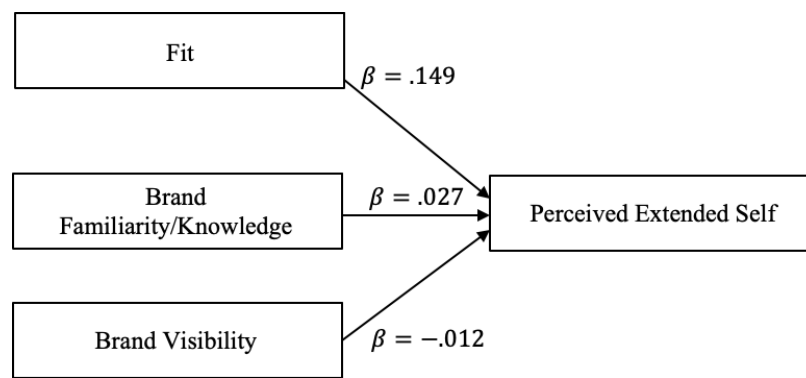 Fit
β = .149
Brand
Familiarity/Knowledge
β = .027
Perceived Extended Self
Brand Visibility
β = −.012